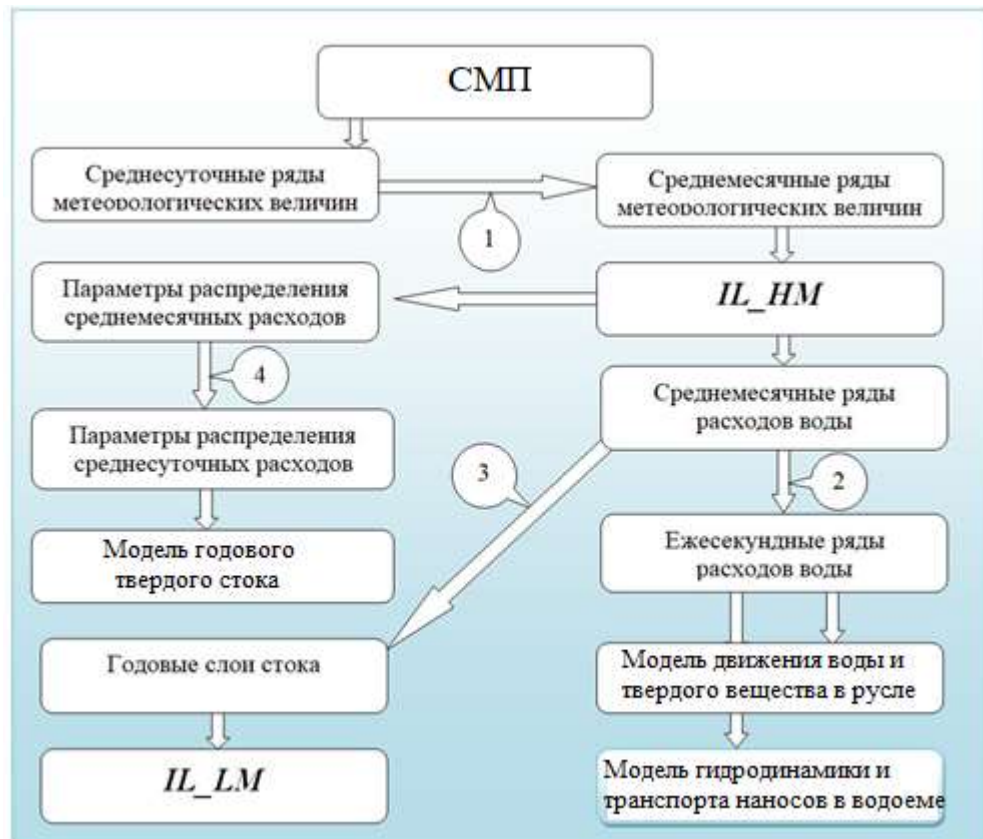 СМП
Среднесуточные ряды
метеорологических величин
1
Среднемесячные ряды
метеорологических величин
Параметры распределения
среднемесячных расходов
IL_HM
4
Среднемесячные ряды
расходов воды
Параметры распределения
среднесуточных расходов
3
2
Модель годового
твердого стока
Ежесекундные ряды
расходов воды
Годовые слои стока
Модель движения воды и
твердого вещества в русле
IL_LM
Модель гидродинамики и
транспорта наносов в водоеме